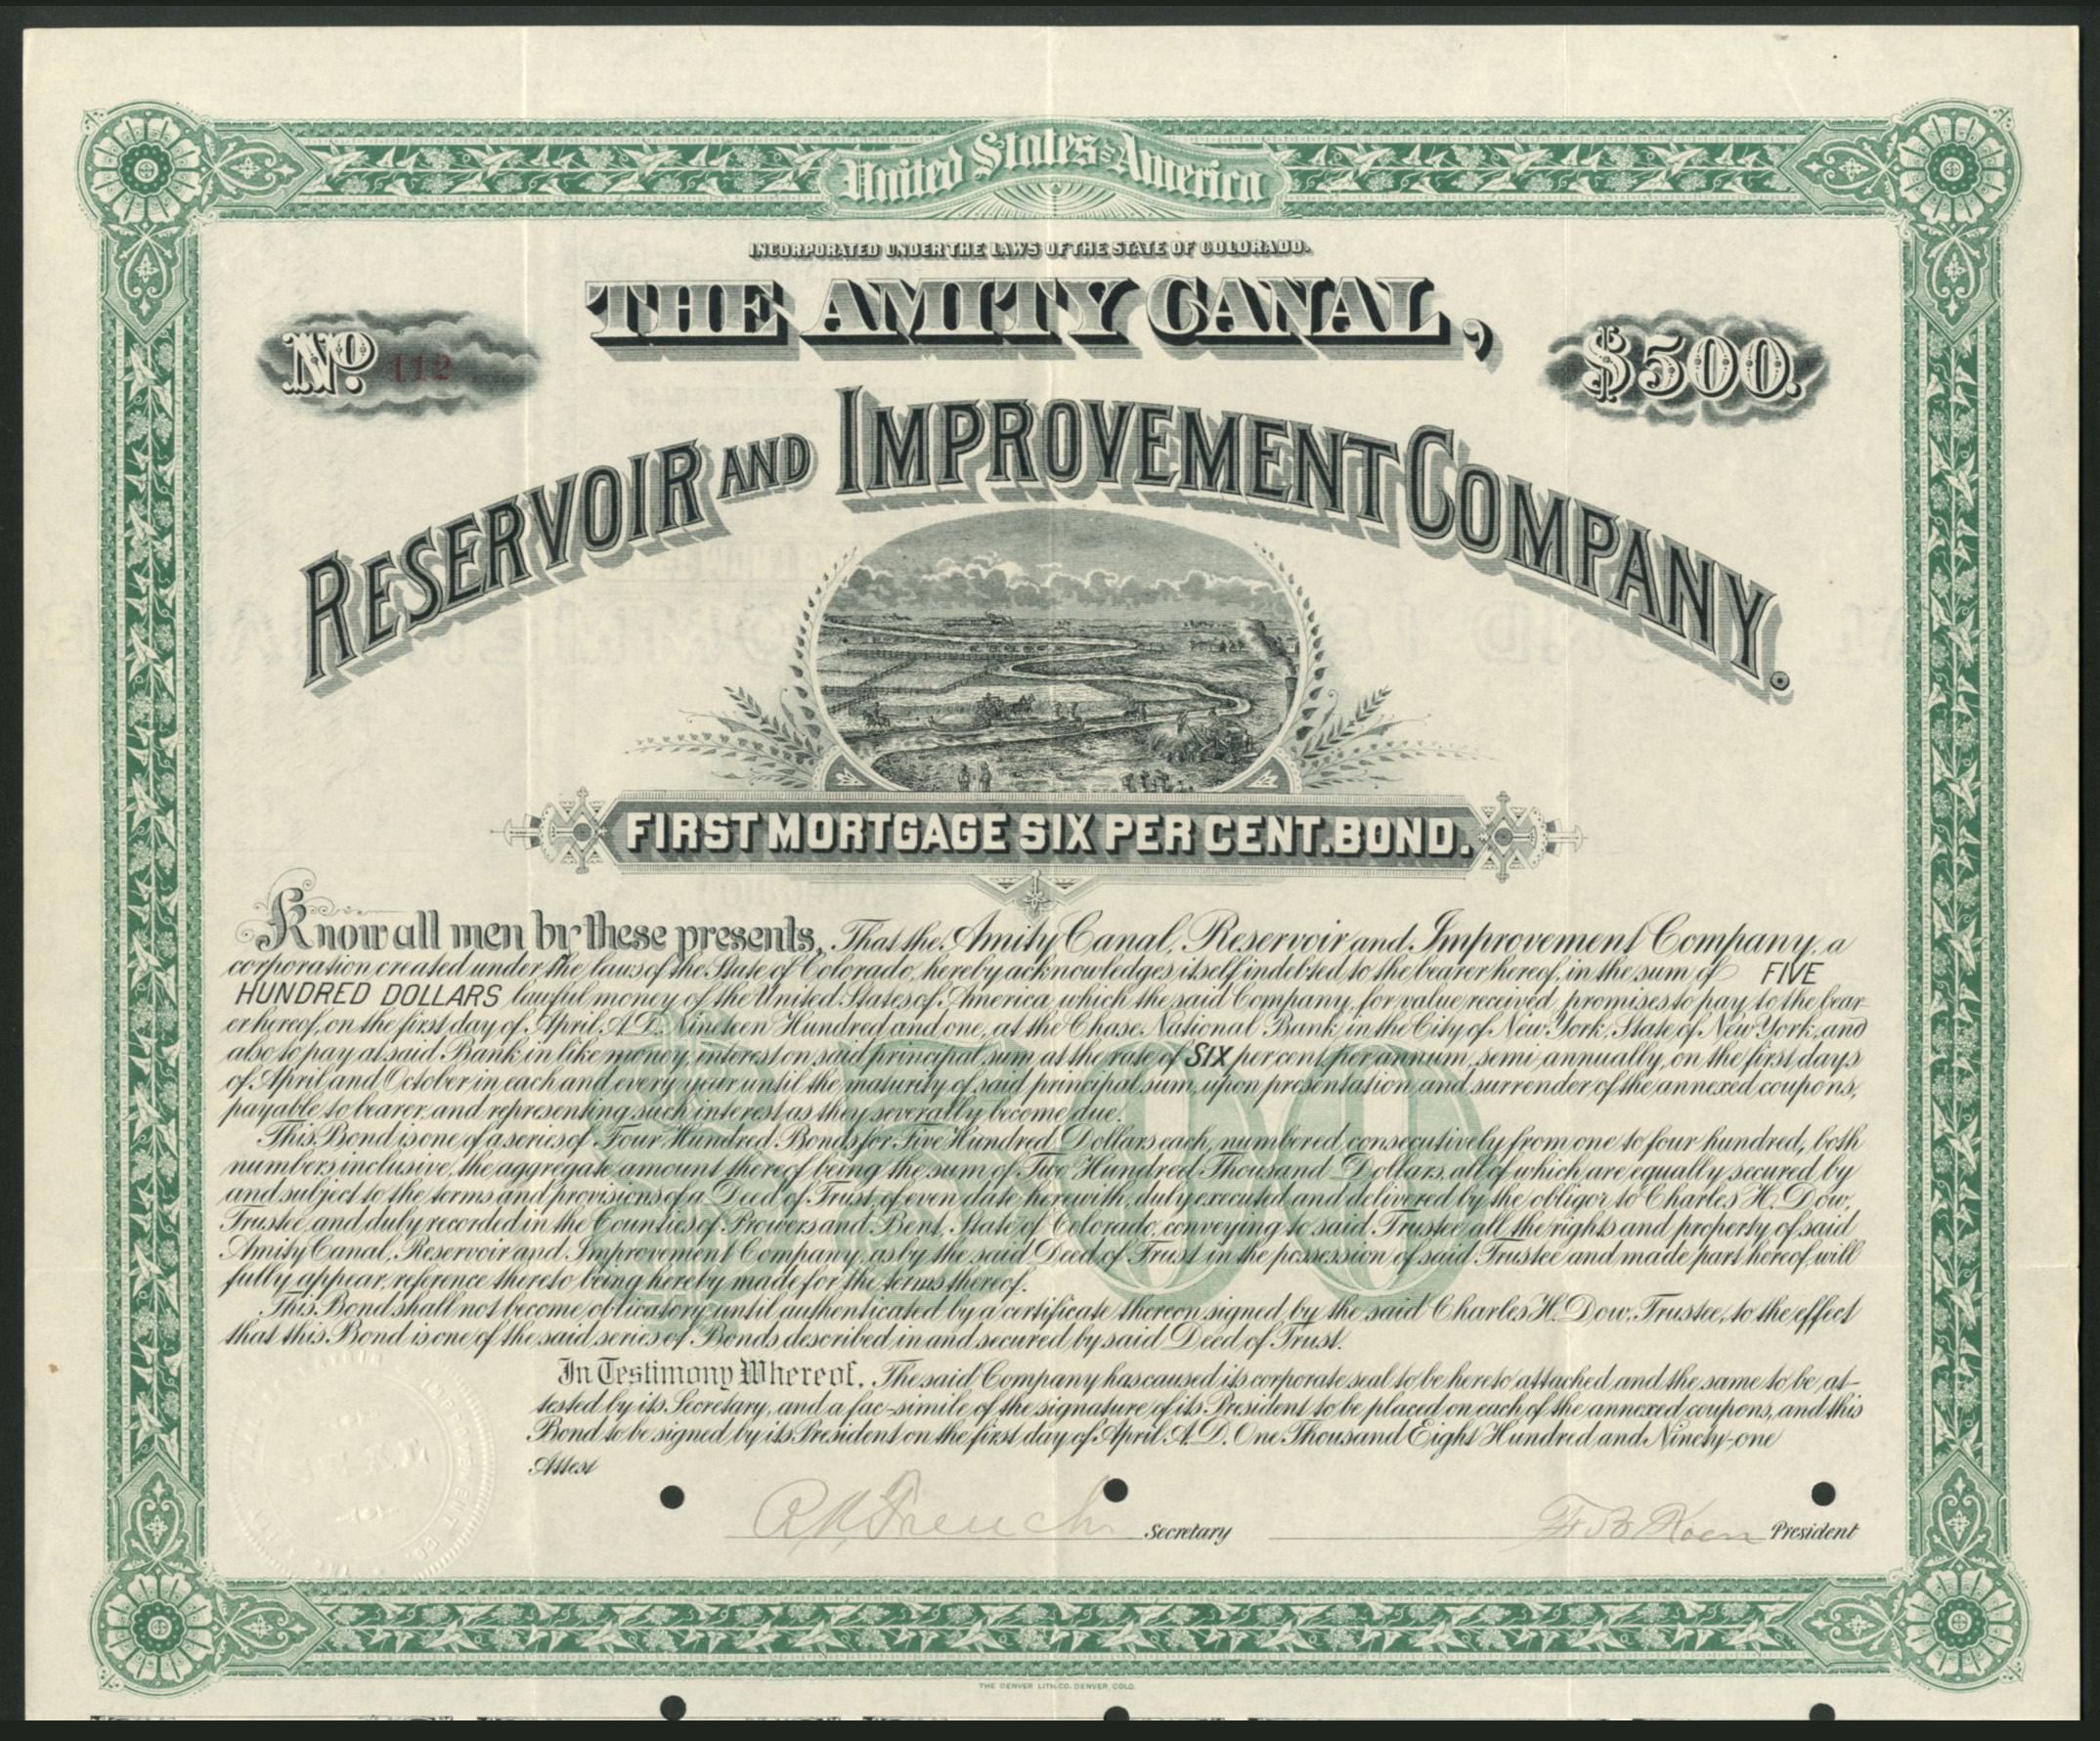 United States of America
INCORPORATED UNDER THE LAWS OF THE STATE OF COLORADO.
THE AMITY CANAL,
No. 112
$500.
RESERVOIR AND IMPROVEMENT COMPANY.
FIRST MORTGAGE SIX PER CENT. BOND.
Know all men by these presents, That the Amity Canal, Reservoir and Improvement Company, a
corporation created under the laws of the State of Colorado, hereby acknowledges itself indebted to the bearer hereof, in the sum of FIVE
HUNDRED DOLLARS lawful money of the United States of America, which the said Company, for value received, promises to pay to the bear-
er hereof, on the first day of April, A.D. Nineteen Hundred and one, at the Chase National Bank, in the City of New York, State of New York, and
also to pay at said Bank in like money, interest on said principal sum at the rate of SIX per cent. per annum, semi-annually, on the first days
of April and October in each and every year until the maturity of said principal sum, upon presentation and surrender of the annexed coupons,
payable to bearer, and representing such interest as they severally become due.
This Bond is one of a series of Four Hundred Bonds for Five Hundred Dollars each, numbered consecutively from one to four hundred, both
numbers inclusive, the aggregate amount thereof being the sum of Two Hundred Thousand Dollars, all of which are equally secured by
and subject to the terms and provisions of a Deed of Trust, of even date herewith, duly executed and delivered by the obligor to Charles H. Dow,
Trustee, and duly recorded in the Counties of Prowers and Bent, State of Colorado, conveying to said Trustee all the rights and property of said
Amity Canal, Reservoir and Improvement Company, as by the said Deed of Trust in the possession of said Trustee and made part hereof, will
fully appear, reference thereto being hereby made for the terms thereof.
This Bond shall not become obligatory until authenticated by a certificate thereon signed by the said Charles H. Dow, Trustee, to the effect
that this Bond is one of the said series of Bonds described in and secured by said Deed of Trust.
In Testimony Whereof, The said Company has caused its corporate seal to be hereto attached and the same to be at-
tested by its Secretary, and a fac-simile of the signature of its President to be placed on each of the annexed coupons, and this
Bond to be signed by its President on the first day of April A.D. One Thousand Eight Hundred and Ninety-one
Attest
Secretary
F B Koen President
THE DENVER LITH. CO. DENVER, COLO.